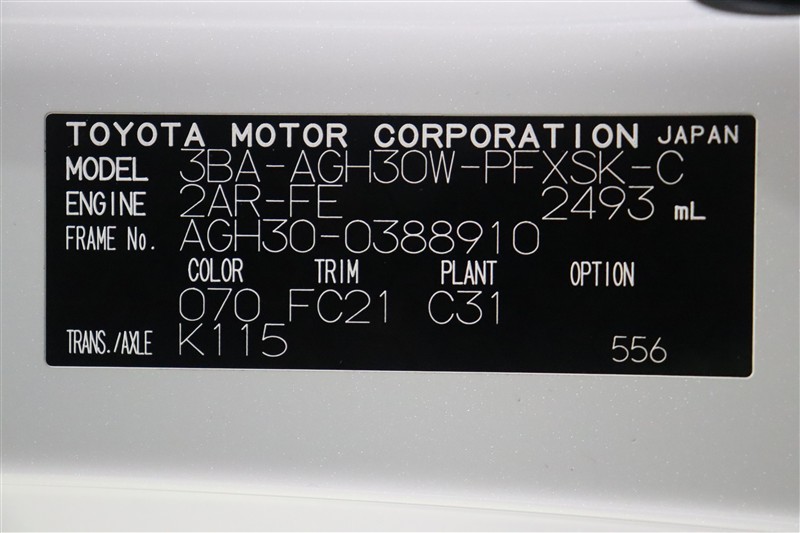 TOYOTA MOTOR CORPORATION JAPAN
MODEL 3BA-AGH30W-PFXSK-C
ENGINE 2AR-FE 2493 mL
FRAME No. AGH30-0388910
COLOR TRIM PLANT OPTION
070 FC21 C31
TRANS./AXLE K115 556